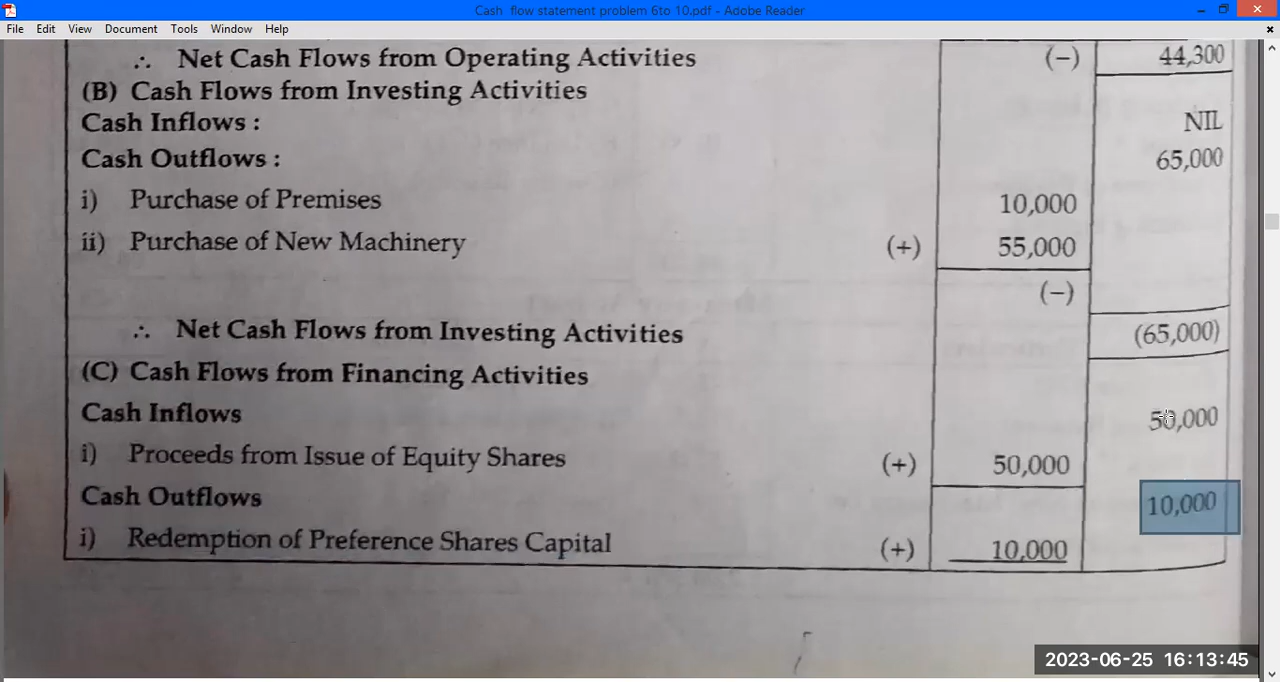 Cash flow statement problem 6to 10.pdf - Adobe Reader
File Edit View Document Tools Window Help
∴ Net Cash Flows from Operating Activities (−) 44,300
(B) Cash Flows from Investing Activities
Cash Inflows : NIL
Cash Outflows : 65,000
i) Purchase of Premises 10,000
ii) Purchase of New Machinery (+) 55,000
(−)
∴ Net Cash Flows from Investing Activities (65,000)
(C) Cash Flows from Financing Activities
Cash Inflows 50,000
i) Proceeds from Issue of Equity Shares (+) 50,000
Cash Outflows 10,000
i) Redemption of Preference Shares Capital (+) 10,000
2023-06-25 16:13:45